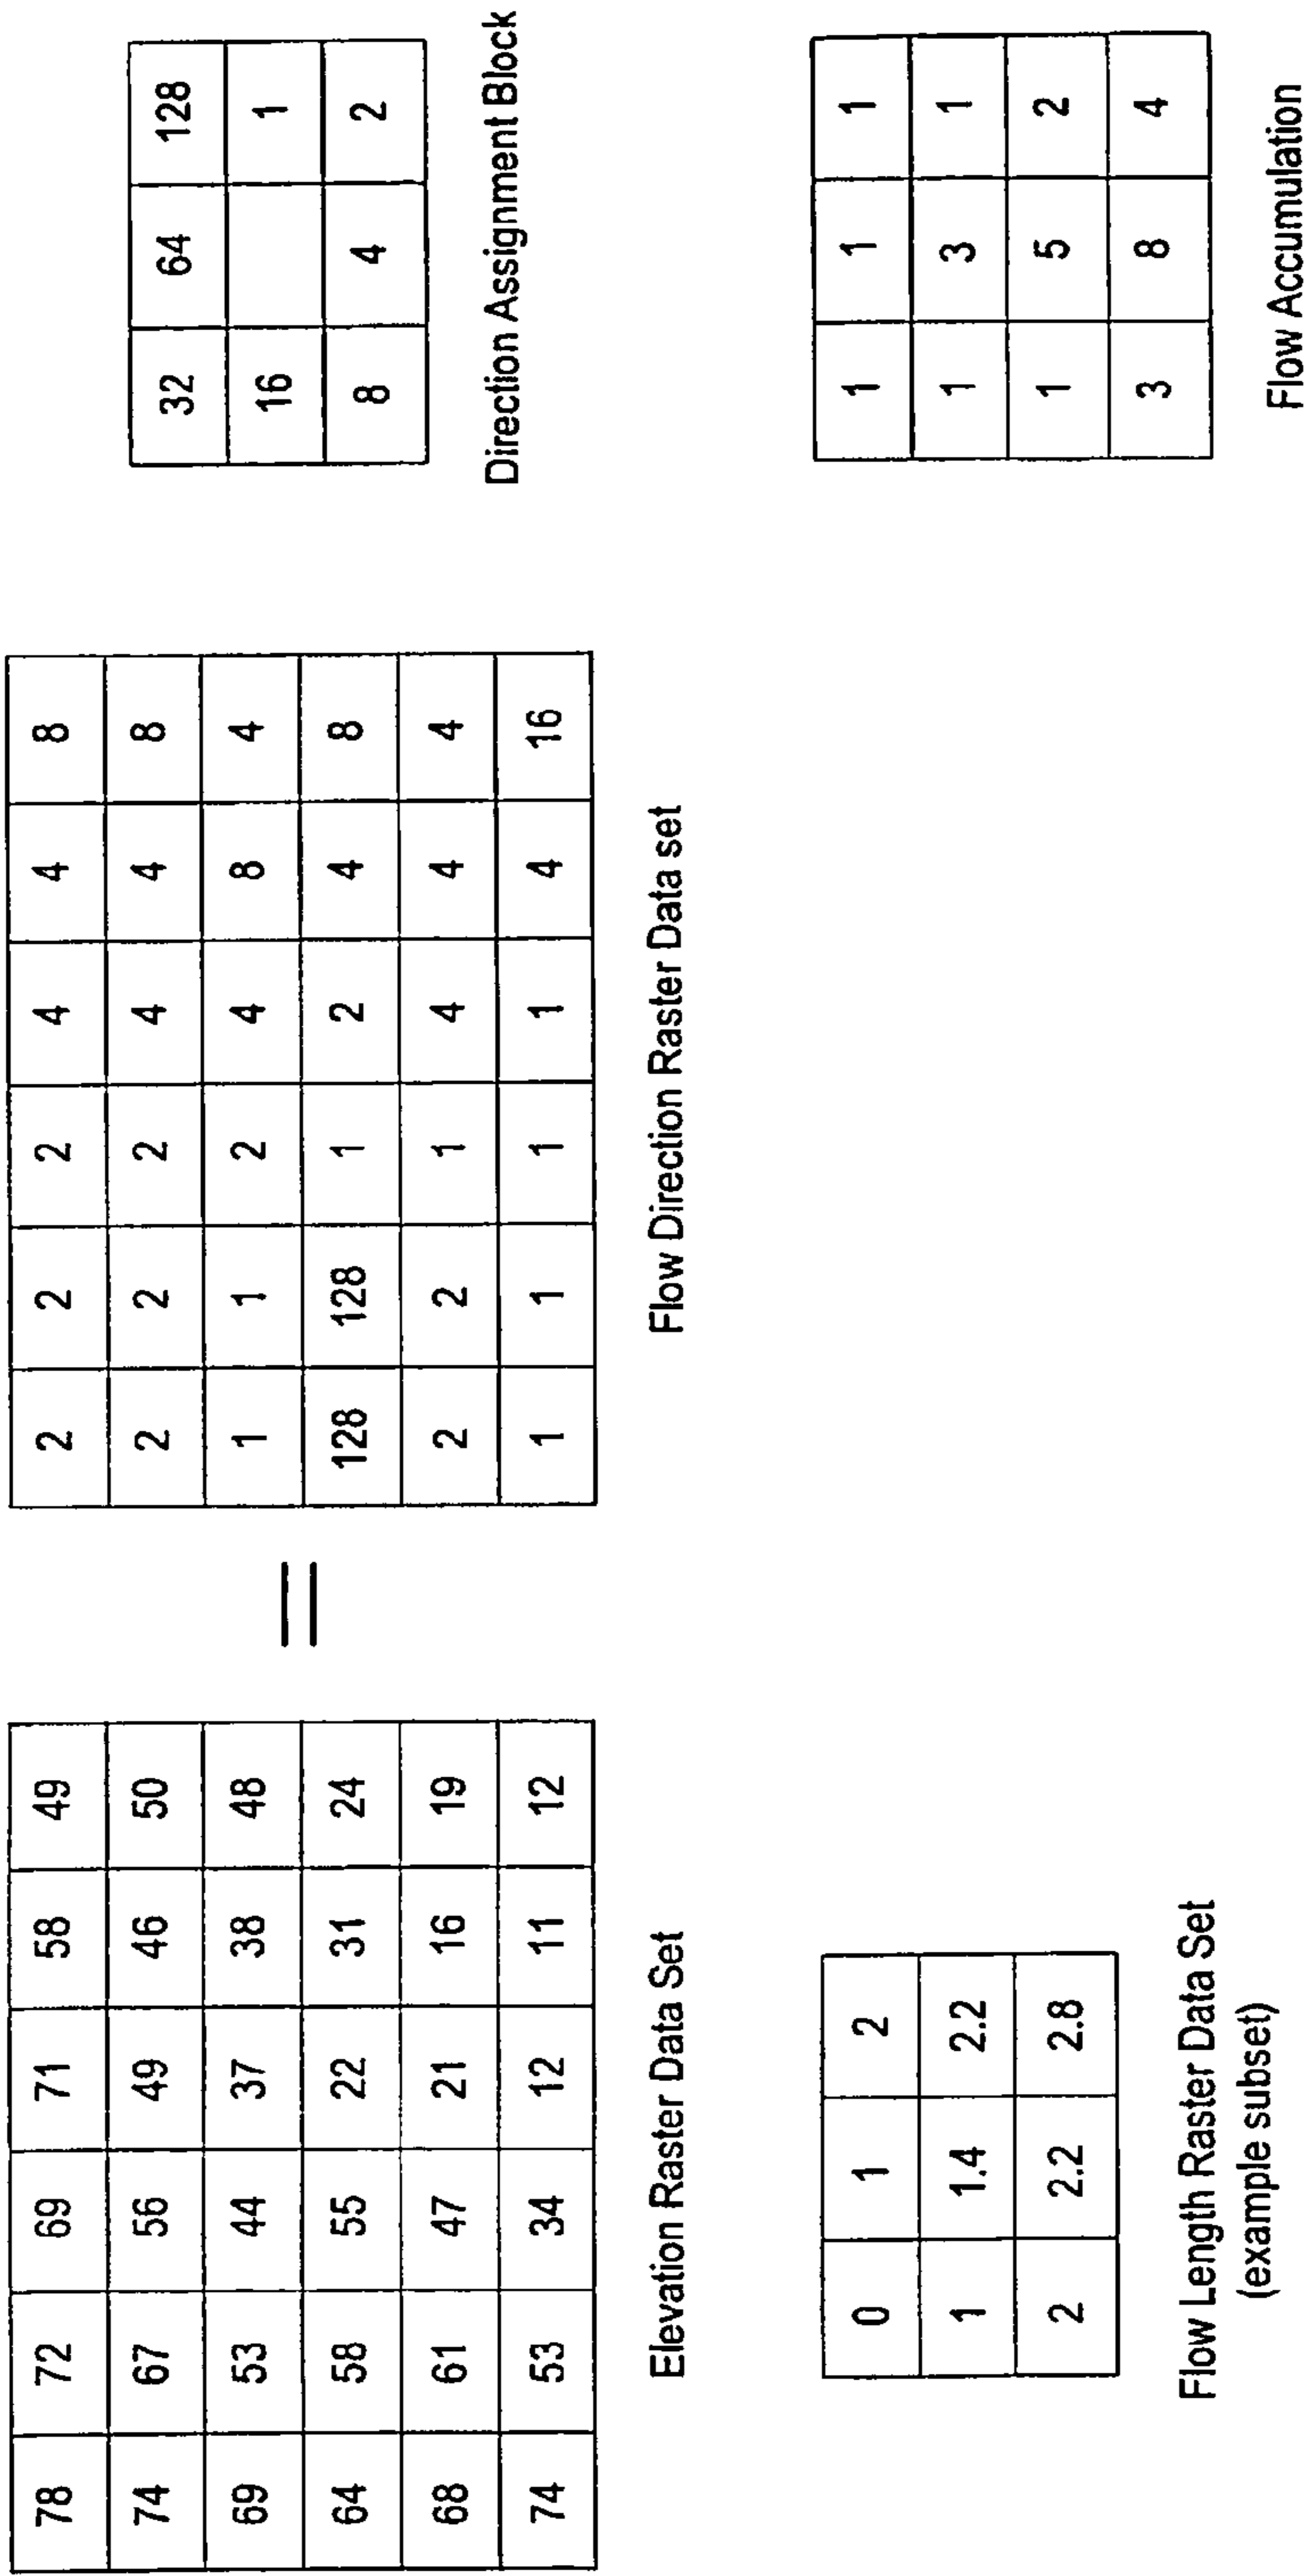 78 72 69 71 58 49
74 67 56 49 46 50
69 53 44 37 38 48
64 58 55 22 31 24
68 61 47 21 16 19
74 53 34 12 11 12
Elevation Raster Data Set
=
2 2 2 4 4 8
2 2 2 4 4 8
1 1 2 4 8 4
128 128 1 2 4 8
2 2 1 4 4 4
1 1 1 1 4 16
Flow Direction Raster Data set
32 64 128
16 1
8 4 2
Direction Assignment Block
0 1 2
1 1.4 2.2
2 2.2 2.8
Flow Length Raster Data Set
(example subset)
1 1 1
1 3 1
1 5 2
3 8 4
Flow Accumulation